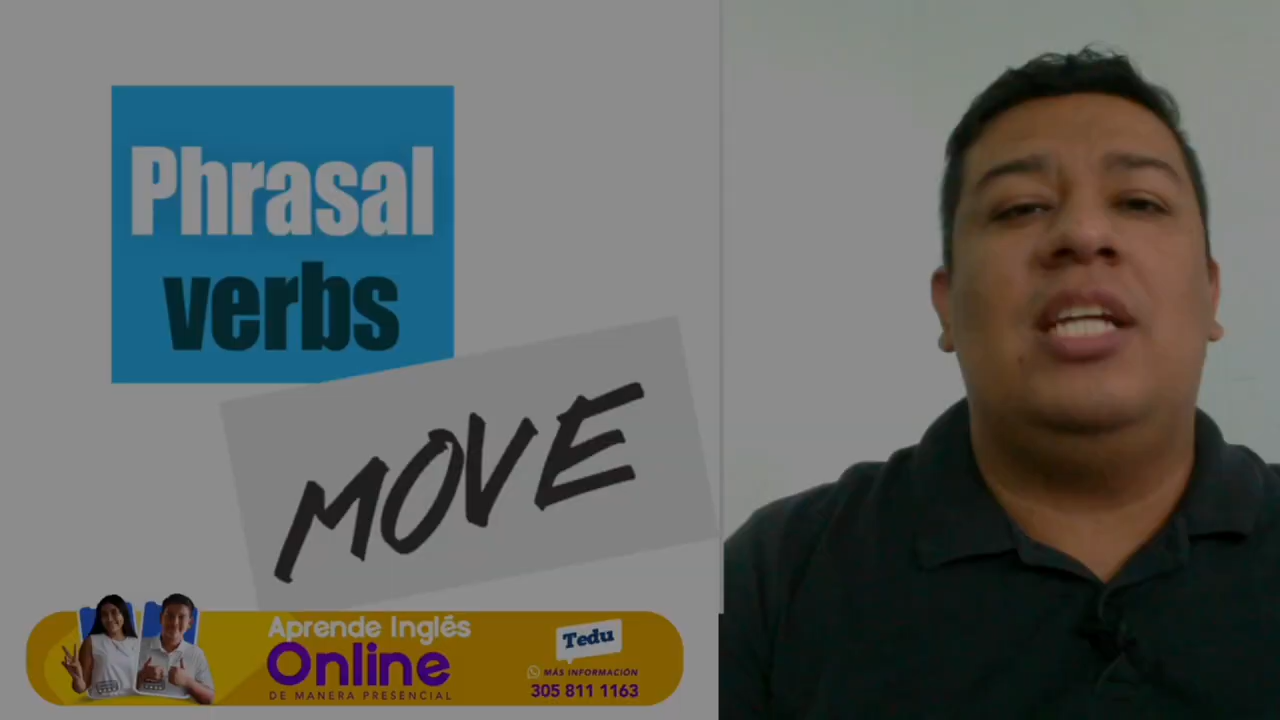 Phrasal
verbs
MOVE
Aprende Inglés
Online
DE MANERA PRESENCIAL
Tedu
MÁS INFORMACIÓN
305 811 1163